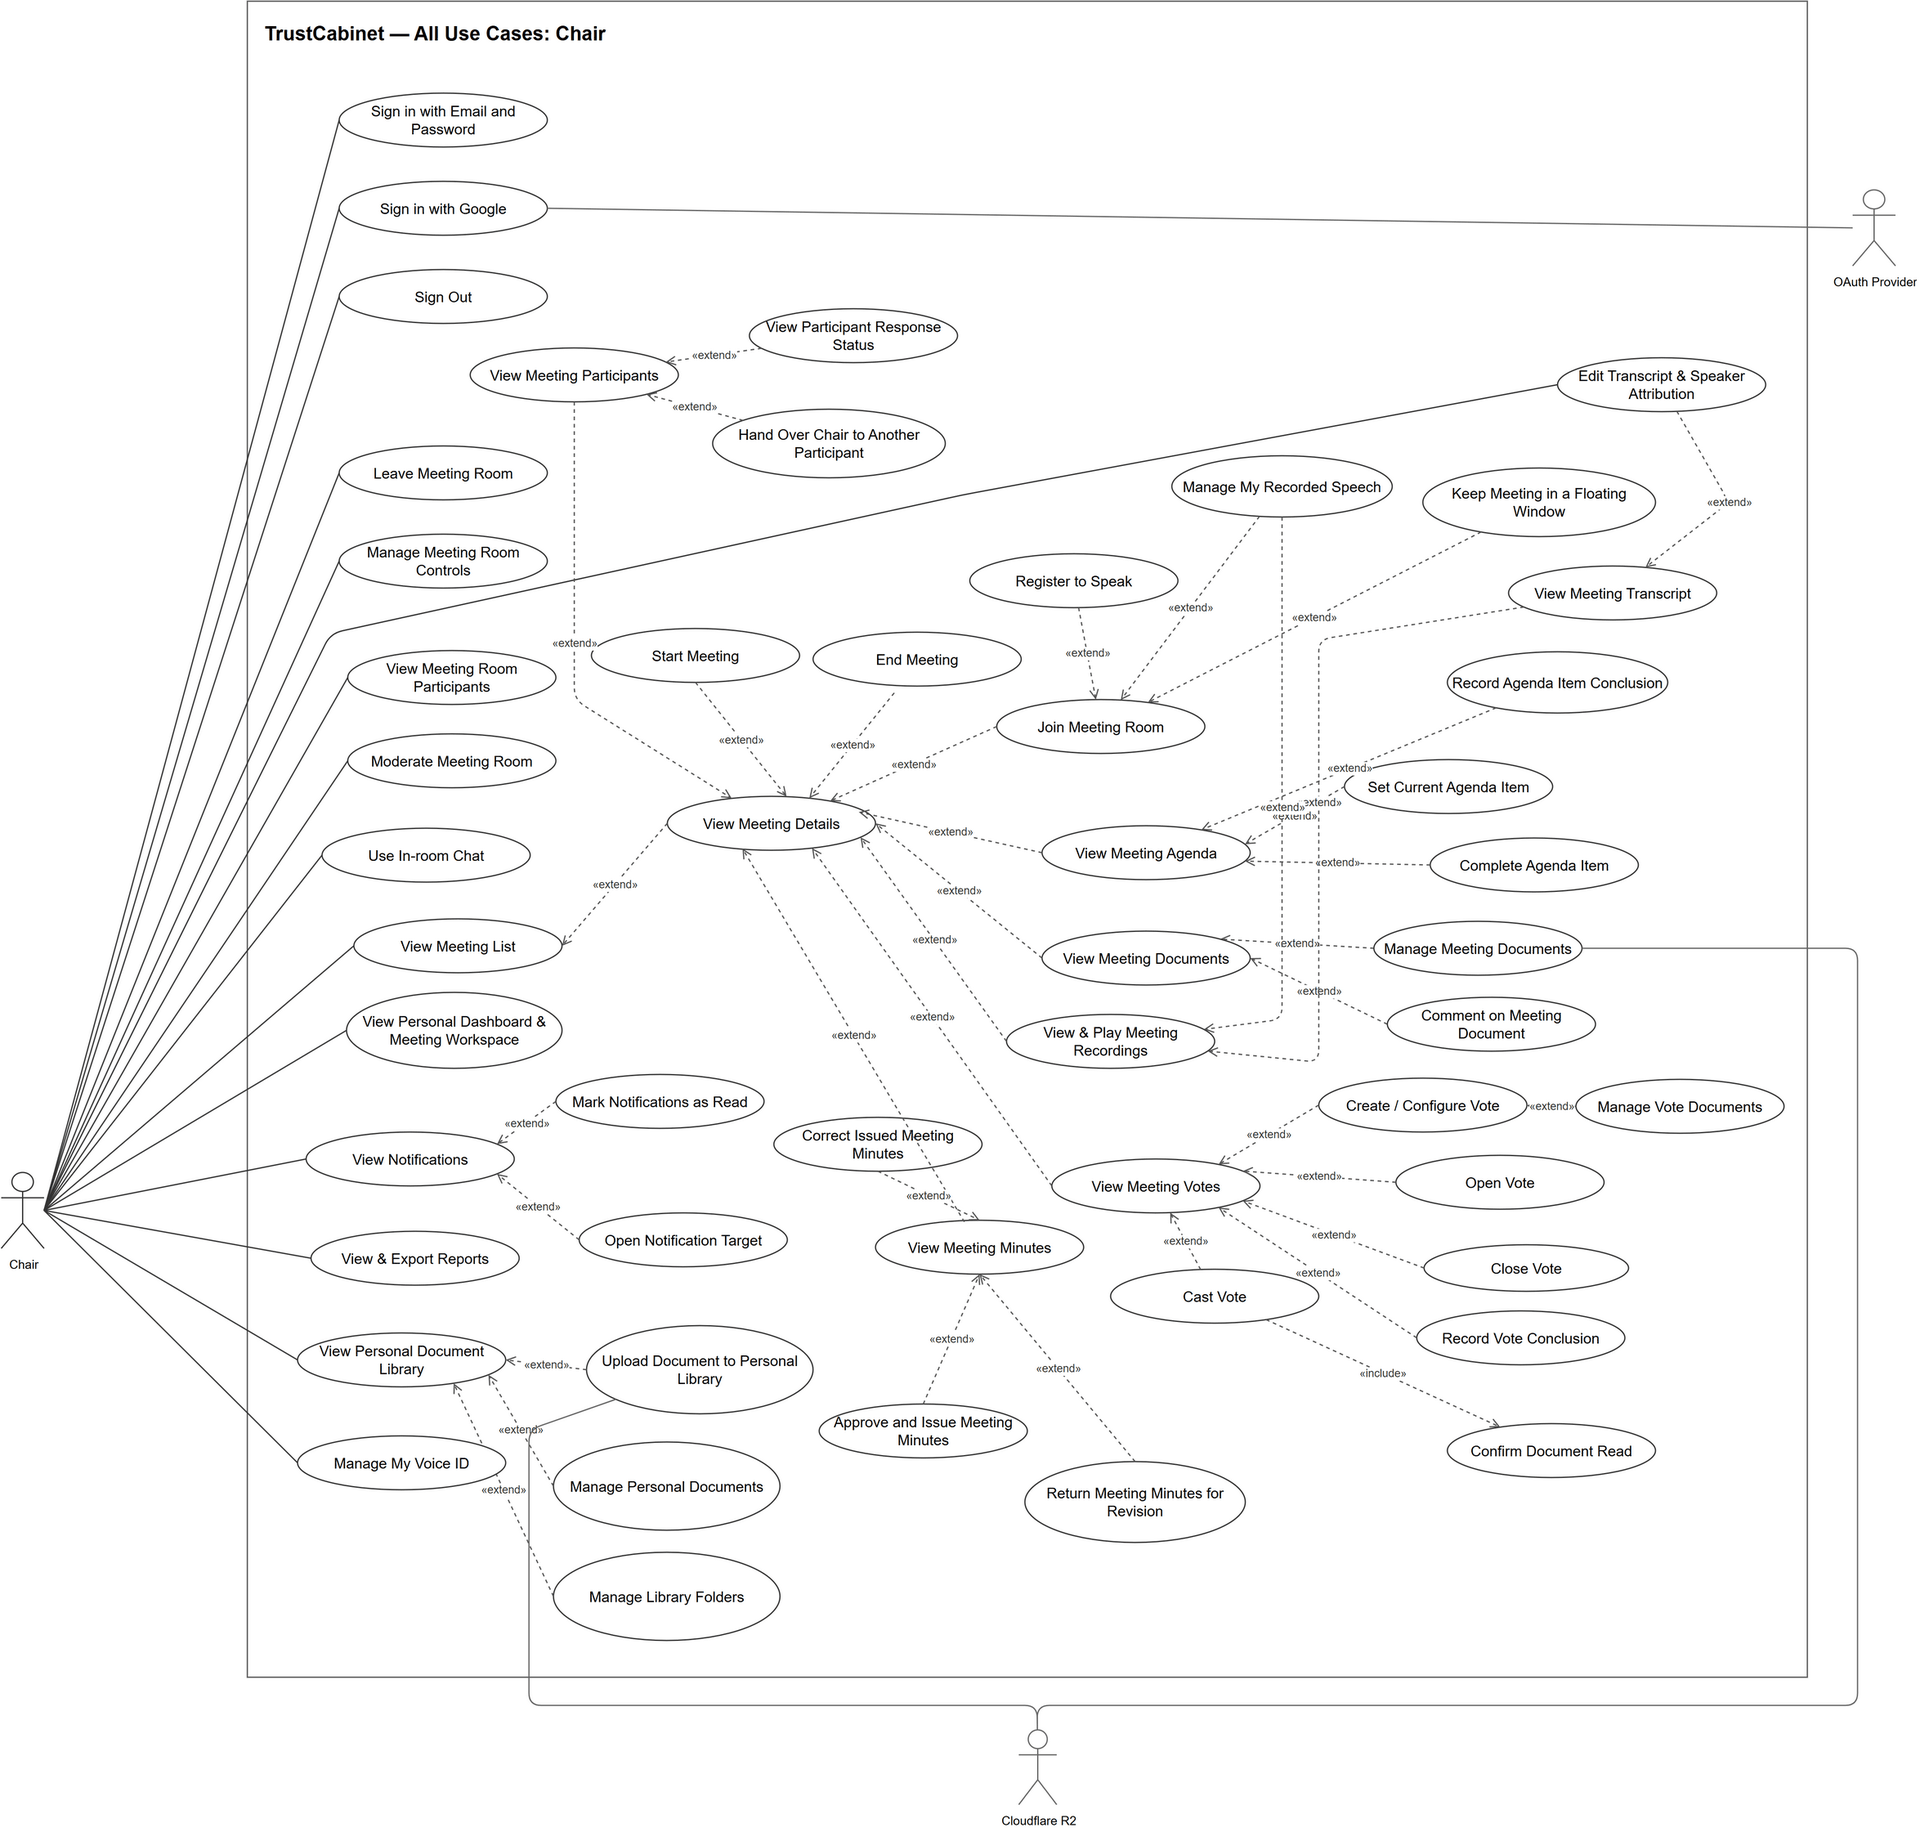 TrustCabinet — All Use Cases: Chair
Sign in with Email and
Password
Sign in with Google
OAuth Provider
Sign Out
View Participant Response
Status
«extend»
View Meeting Participants
«extend»
Hand Over Chair to Another
Participant
Edit Transcript & Speaker
Attribution
Leave Meeting Room
Manage My Recorded Speech
Keep Meeting in a Floating
Window
«extend»
Manage Meeting Room
Controls
Register to Speak
View Meeting Transcript
«extend»
«extend»
«extend»
«extend»
Start Meeting
End Meeting
View Meeting Room
Participants
Record Agenda Item Conclusion
Join Meeting Room
«extend»
«extend»
«extend»
Moderate Meeting Room
«extend»
Set Current Agenda Item
«extend»
«extend»
«extend»
View Meeting Details
«extend»
View Meeting Agenda
«extend»
Complete Agenda Item
Use In-room Chat
«extend»
«extend»
View Meeting List
«extend»
«extend»
Manage Meeting Documents
View Meeting Documents
«extend»
View Personal Dashboard &
Meeting Workspace
«extend»
«extend»
View & Play Meeting
Recordings
Comment on Meeting
Document
Mark Notifications as Read
«extend»
Create / Configure Vote
«extend»
Manage Vote Documents
Correct Issued Meeting
Minutes
«extend»
View Notifications
«extend»
View Meeting Votes
«extend»
Open Vote
«extend»
Open Notification Target
View Meeting Minutes
«extend»
«extend»
Chair
View & Export Reports
«extend»
Close Vote
Cast Vote
«extend»
Record Vote Conclusion
View Personal Document
Library
«extend»
Upload Document to Personal
Library
«extend»
«include»
Approve and Issue Meeting
Minutes
«extend»
Confirm Document Read
Manage My Voice ID
«extend»
Manage Personal Documents
Return Meeting Minutes for
Revision
Manage Library Folders
Cloudflare R2